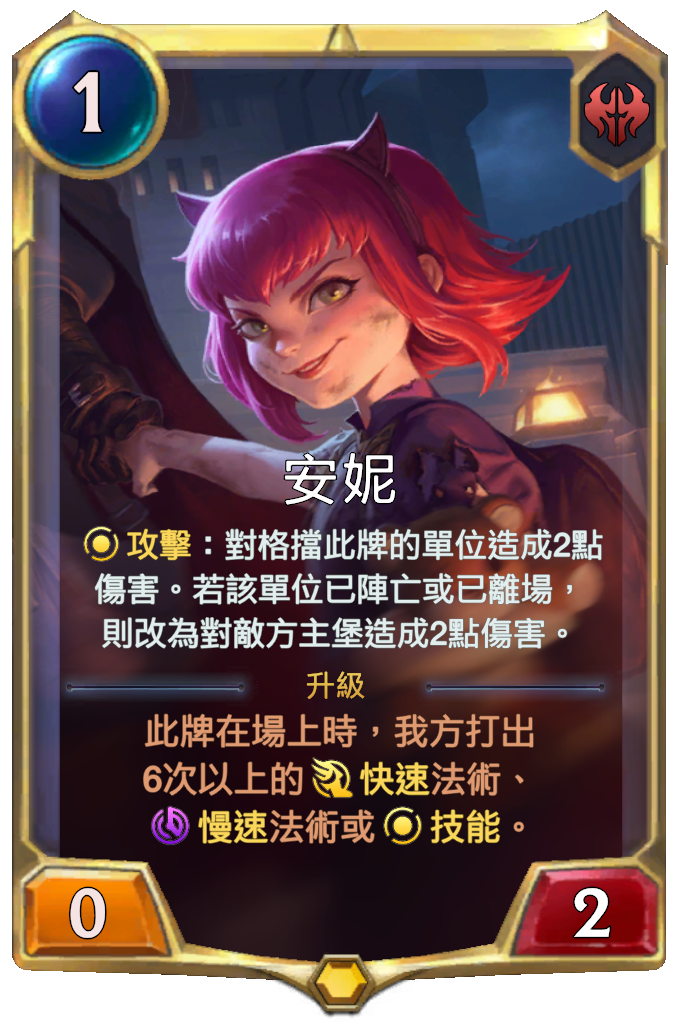 1
安妮
攻擊：對格擋此牌的單位造成2點
傷害。若該單位已陣亡或已離場，
則改為對敵方主堡造成2點傷害。
升級
此牌在場上時，我方打出
6次以上的快速法術、
慢速法術或技能。
0
2